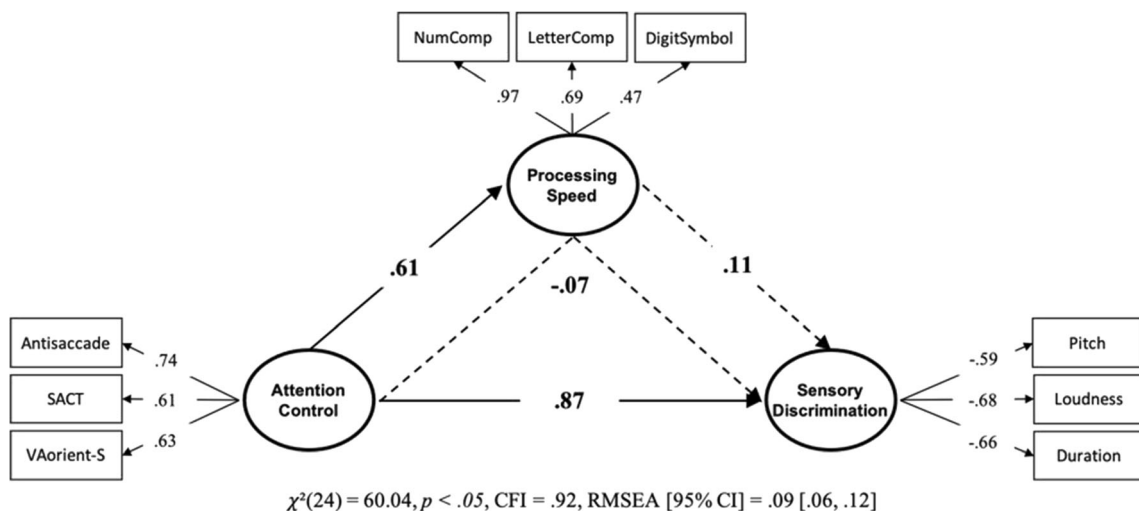 NumComp LetterComp DigitSymbol
.97 .69 .47
Processing
Speed
.61 -.07 .11
Antisaccade
.74
SACT
.61
VAorient-S
.63
Attention
Control
.87
Sensory
Discrimination
-.59
Pitch
-.68
Loudness
-.66
Duration
χ²(24) = 60.04, p < .05, CFI = .92, RMSEA [95% CI] = .09 [.06, .12]